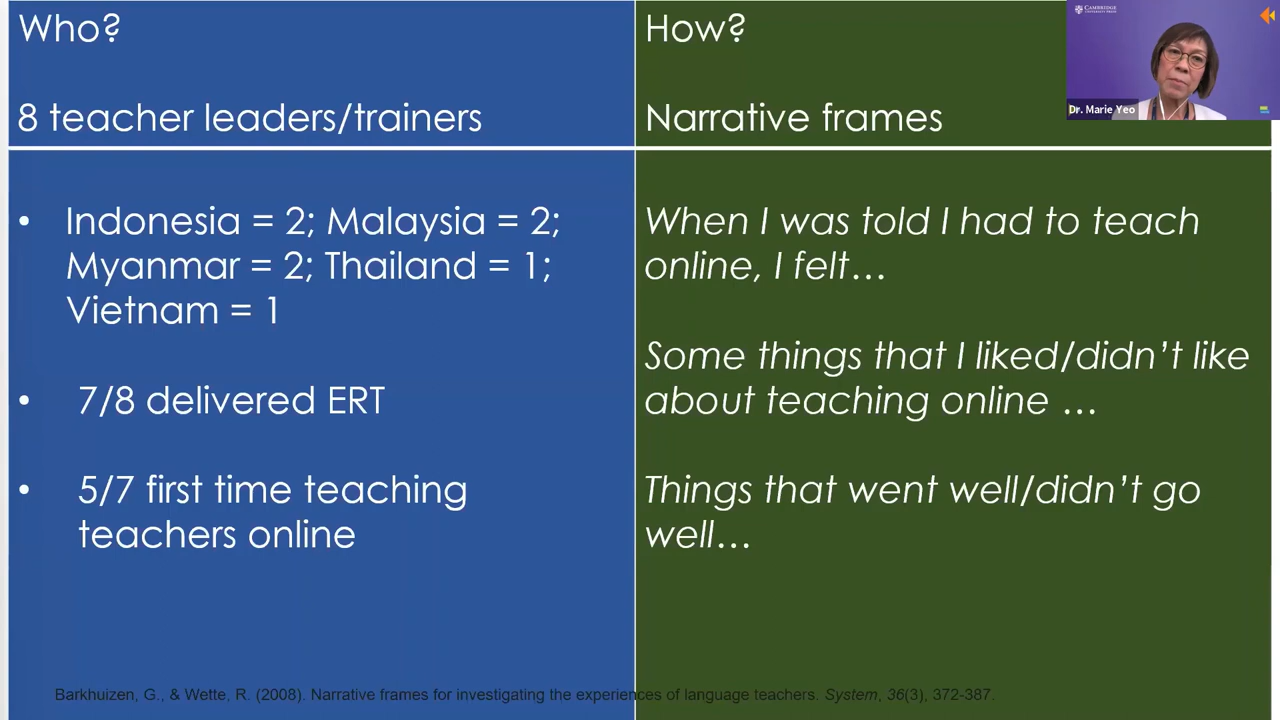 Who?
8 teacher leaders/trainers
• Indonesia = 2; Malaysia = 2;
Myanmar = 2; Thailand = 1;
Vietnam = 1
• 7/8 delivered ERT
• 5/7 first time teaching
teachers online
How?
Narrative frames
When I was told I had to teach
online, I felt…
Some things that I liked/didn’t like
about teaching online …
Things that went well/didn’t go
well…
CAMBRIDGE
UNIVERSITY PRESS
Dr. Marie Yeo
Barkhuizen, G., & Wette, R. (2008). Narrative frames for investigating the experiences of language teachers. System, 36(3), 372-387.